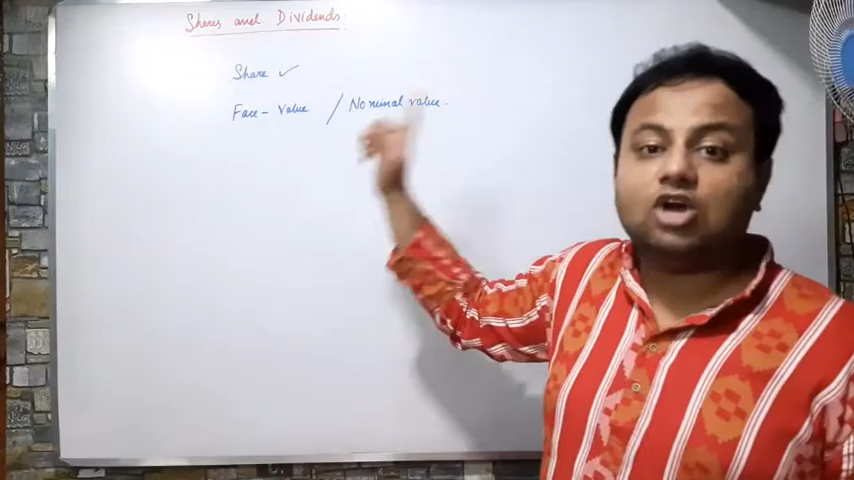 Shares and Dividends
Share ✓
Face - Value / Nominal value.